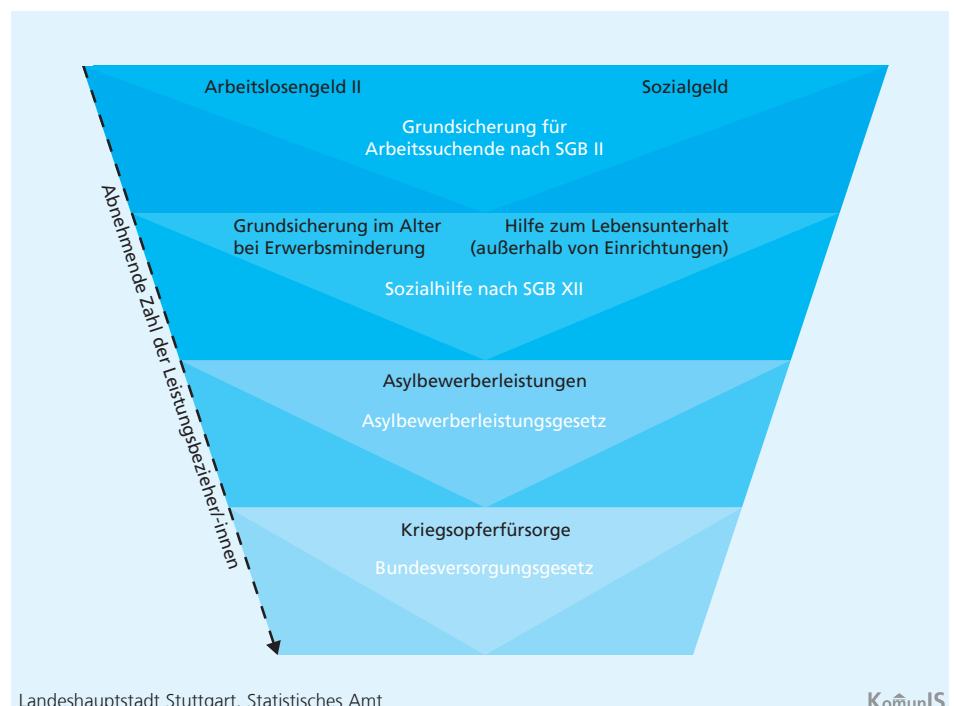 Arbeitslosengeld II
Sozialgeld
Grundsicherung für
Arbeitssuchende nach SGB II
Grundsicherung im Alter
bei Erwerbsminderung
Hilfe zum Lebensunterhalt
(außerhalb von Einrichtungen)
Sozialhilfe nach SGB XII
Asylbewerberleistungen
Asylbewerberleistungsgesetz
Kriegsopferfürsorge
Bundesversorgungsgesetz
Abnehmende Zahl der Leistungsbezieher/-innen
Landeshauptstadt Stuttgart, Statistisches Amt
KomunIS